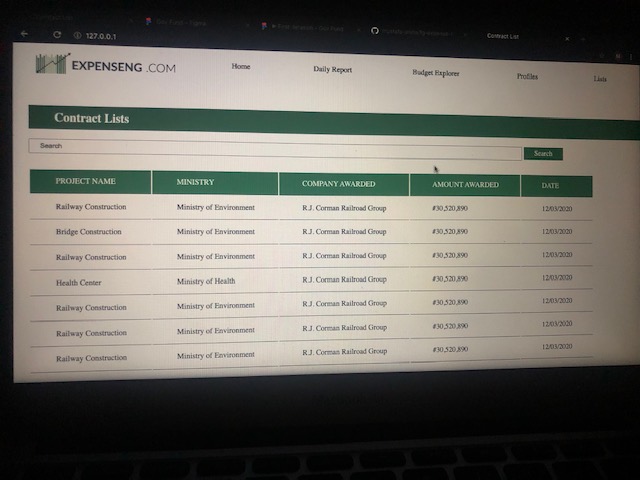 Contract List
127.0.0.1
EXPENSENG .COM Home Daily Report Budget Explorer Profiles Lists
Contract Lists
Search Search
PROJECT NAME MINISTRY COMPANY AWARDED AMOUNT AWARDED DATE
Railway Construction Ministry of Environment R.J. Corman Railroad Group #30,520,890 12/03/2020
Bridge Construction Ministry of Environment R.J. Corman Railroad Group #30,520,890 12/03/2020
Railway Construction Ministry of Environment R.J. Corman Railroad Group #30,520,890 12/03/2020
Health Center Ministry of Health R.J. Corman Railroad Group #30,520,890 12/03/2020
Railway Construction Ministry of Environment R.J. Corman Railroad Group #30,520,890 12/03/2020
Railway Construction Ministry of Environment R.J. Corman Railroad Group #30,520,890 12/03/2020
Railway Construction Ministry of Environment R.J. Corman Railroad Group #30,520,890 12/03/2020